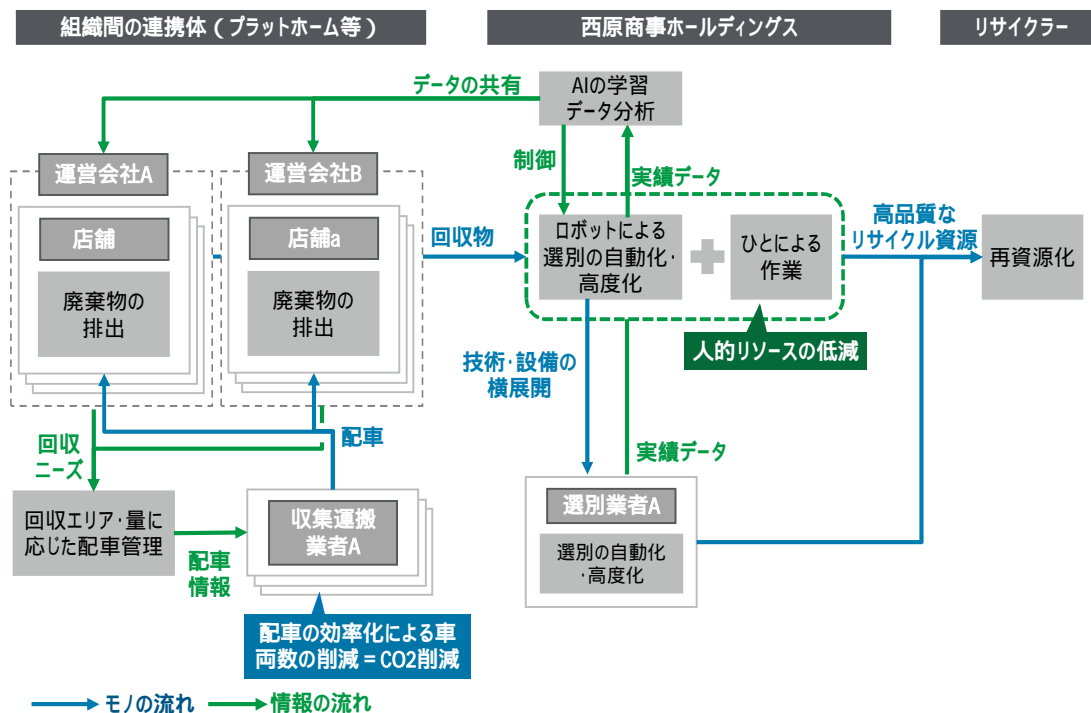 組織間の連携体（プラットホーム等）
西原商事ホールディングス
リサイクラー
データの共有
AIの学習
データ分析
制御
実績データ
運営会社A
運営会社B
店舗
廃棄物の
排出
店舗a
廃棄物の
排出
回収物
ロボットによる
選別の自動化・
高度化
ひとによる
作業
高品質な
リサイクル資源
再資源化
人的リソースの低減
技術・設備の
横展開
実績データ
回収
ニーズ
配車
回収エリア・量に
応じた配車管理
配車
情報
収集運搬
業者A
選別業者A
選別の自動化
・高度化
配車の効率化による車
両数の削減＝CO2削減
モノの流れ
情報の流れ